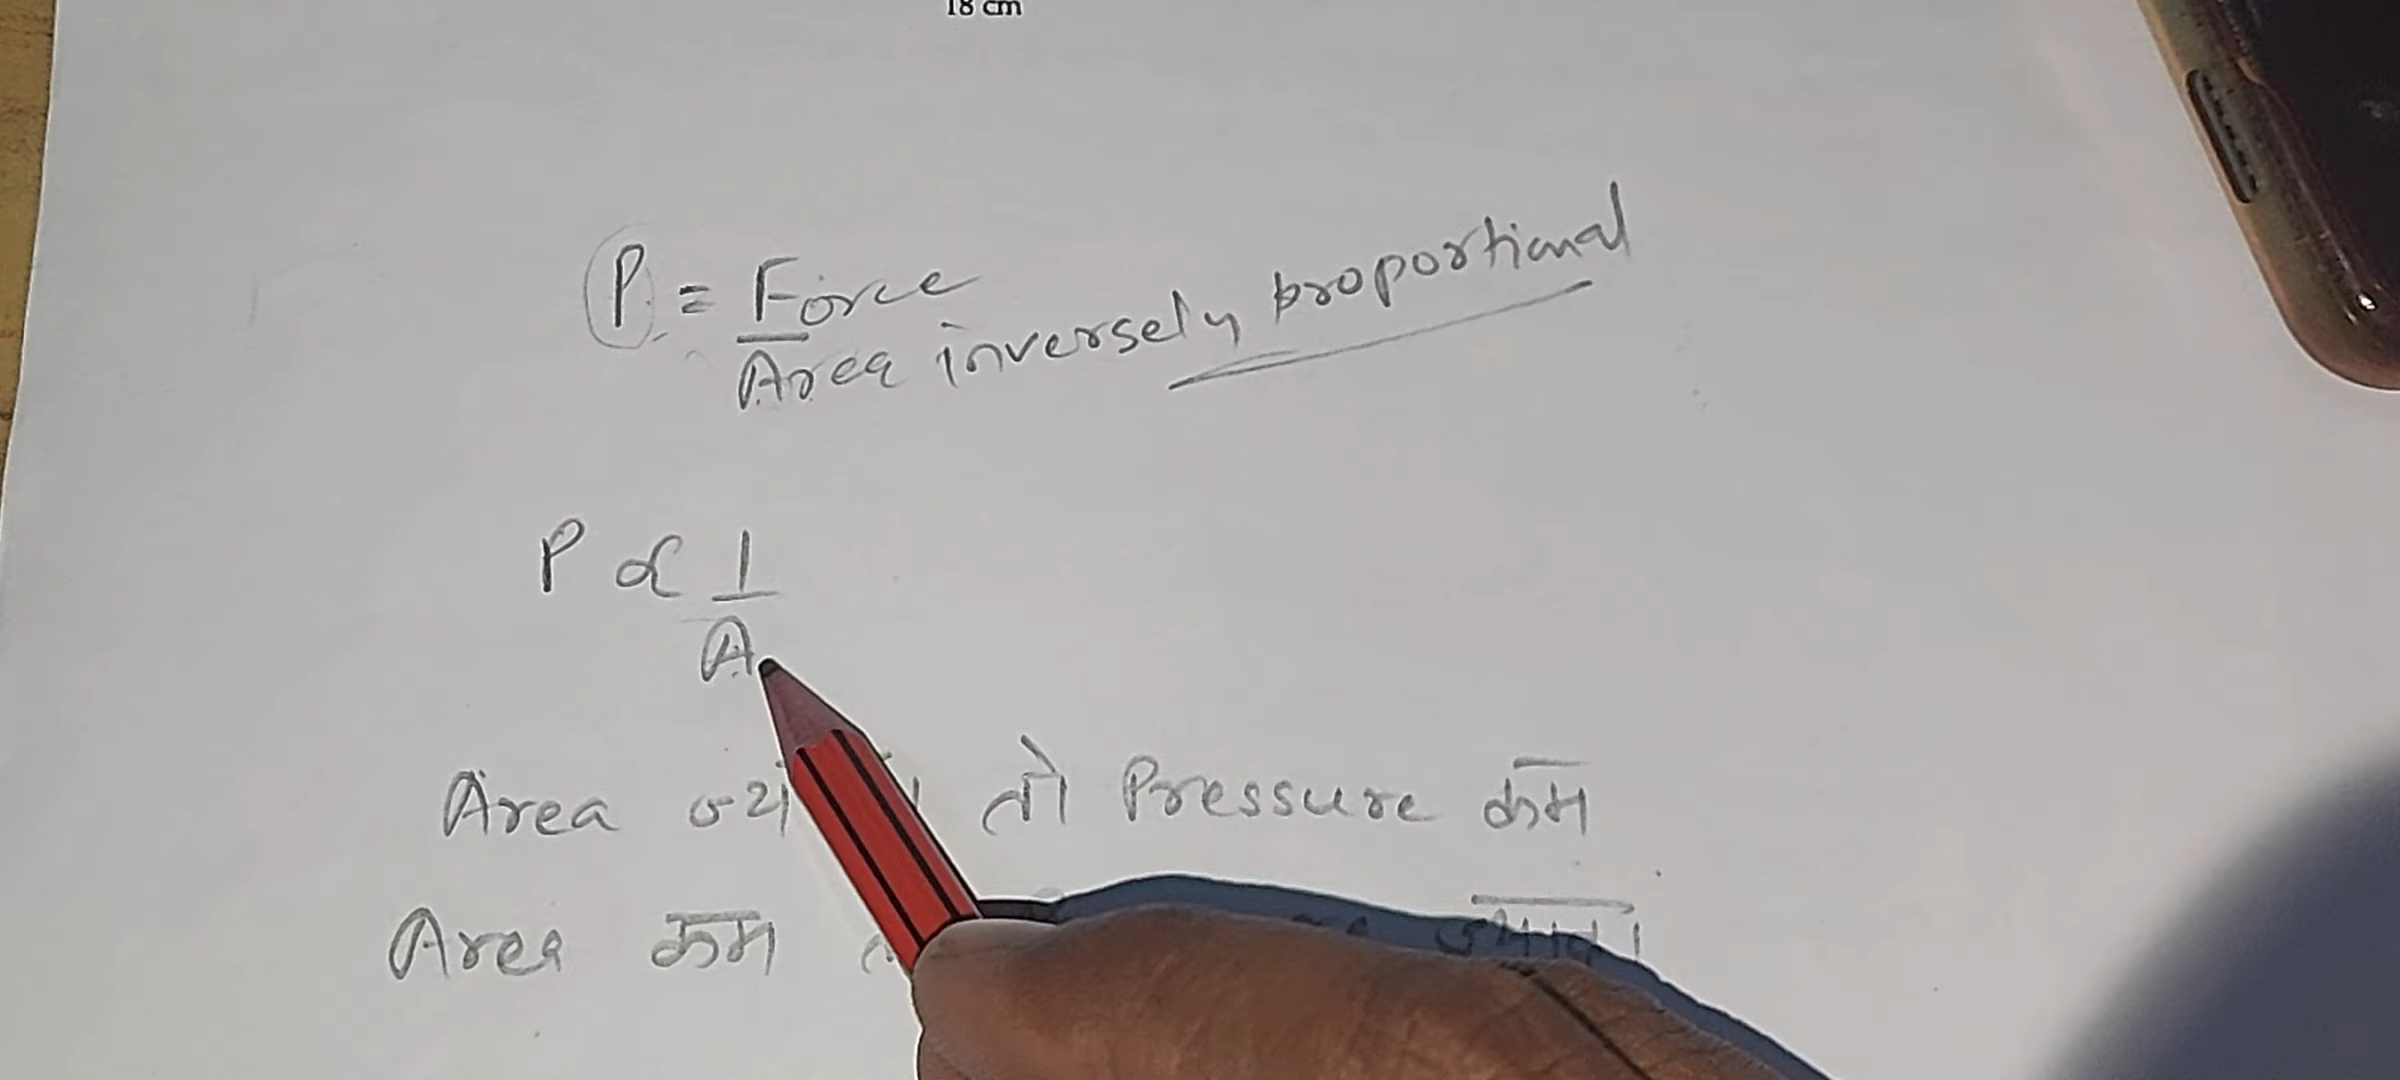 18 cm
P = Force
Area inversely proportional
P ∝ 1
A
Area तो Pressure कम
Area कम